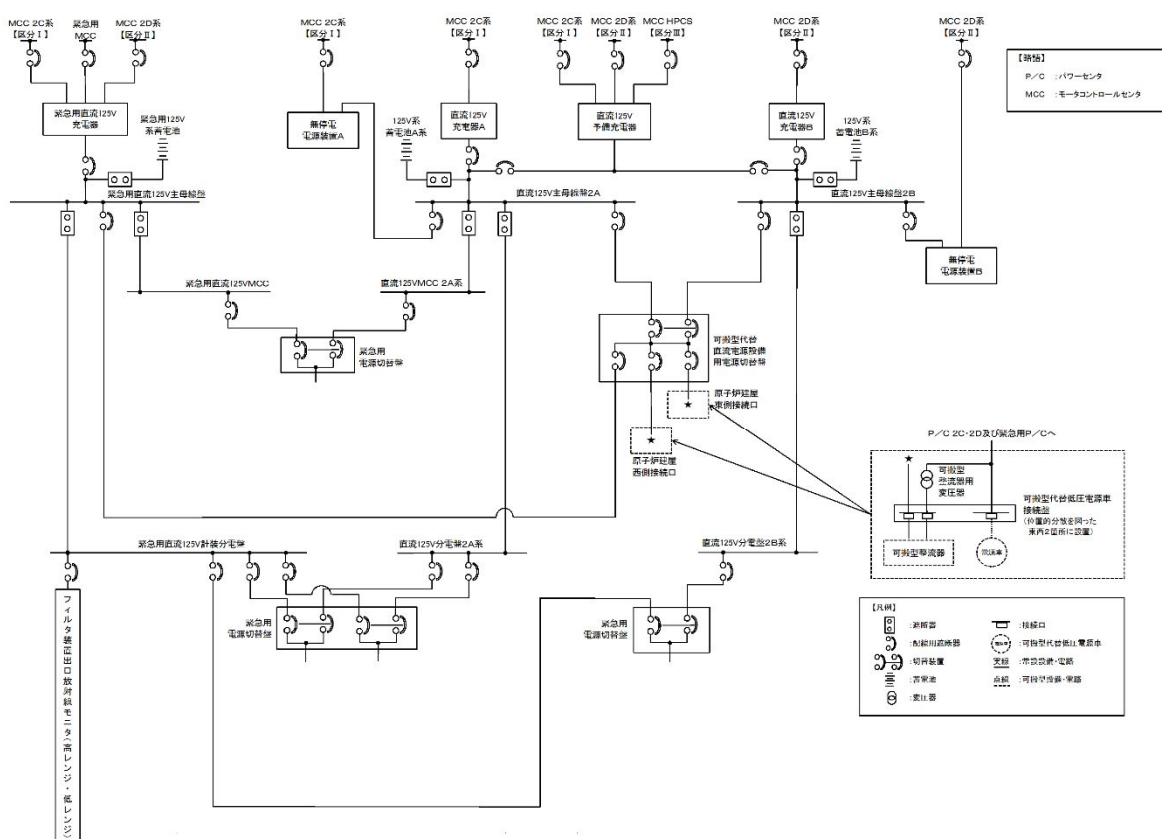 MCC 2C系
【区分Ⅰ】
緊急用
MCC
MCC 2D系
【区分Ⅱ】
MCC 2C系
【区分Ⅰ】
MCC 2C系
【区分Ⅰ】
MCC 2C系
【区分Ⅰ】
MCC 2D系
【区分Ⅱ】
MCC HPCS
【区分Ⅲ】
MCC 2D系
【区分Ⅱ】
MCC 2D系
【区分Ⅱ】
【略語】
P/C :パワーセンタ
MCC :モータコントロールセンタ
緊急用直流125V
充電器
緊急用125V
系蓄電池
無停電
電源装置A
125V系
蓄電池A系
直流125V
充電器A
直流125V
予備充電器
直流125V
充電器B
125V系
蓄電池B系
緊急用直流125V主母線盤
直流125V主母線盤2A
直流125V主母線盤2B
無停電
電源装置B
緊急用直流125VMCC
直流125VMCC 2A系
緊急用
電源切替盤
可搬型代替
直流電源設備
用電源切替盤
原子炉建屋
東側接続口
原子炉建屋
西側接続口
P/C 2C・2D及び緊急用P/Cへ
可搬型
整流器用
変圧器
可搬型代替低圧電源車
接続盤
(位置的分散を図った
東西2箇所に設置)
可搬型整流器
電源車
緊急用直流125V計装分電盤
直流125V分電盤2A系
直流125V分電盤2B系
緊急用
電源切替盤
緊急用
電源切替盤
フィルタ装置出口放射線モニタ(高レンジ・低レンジ)
【凡例】
:遮断器
:配線用遮断器
:切替装置
:蓄電池
:変圧器
:接続口
電源車 :可搬型代替低圧電源車
実線 :常設設備・電路
点線 :可搬型設備・電路